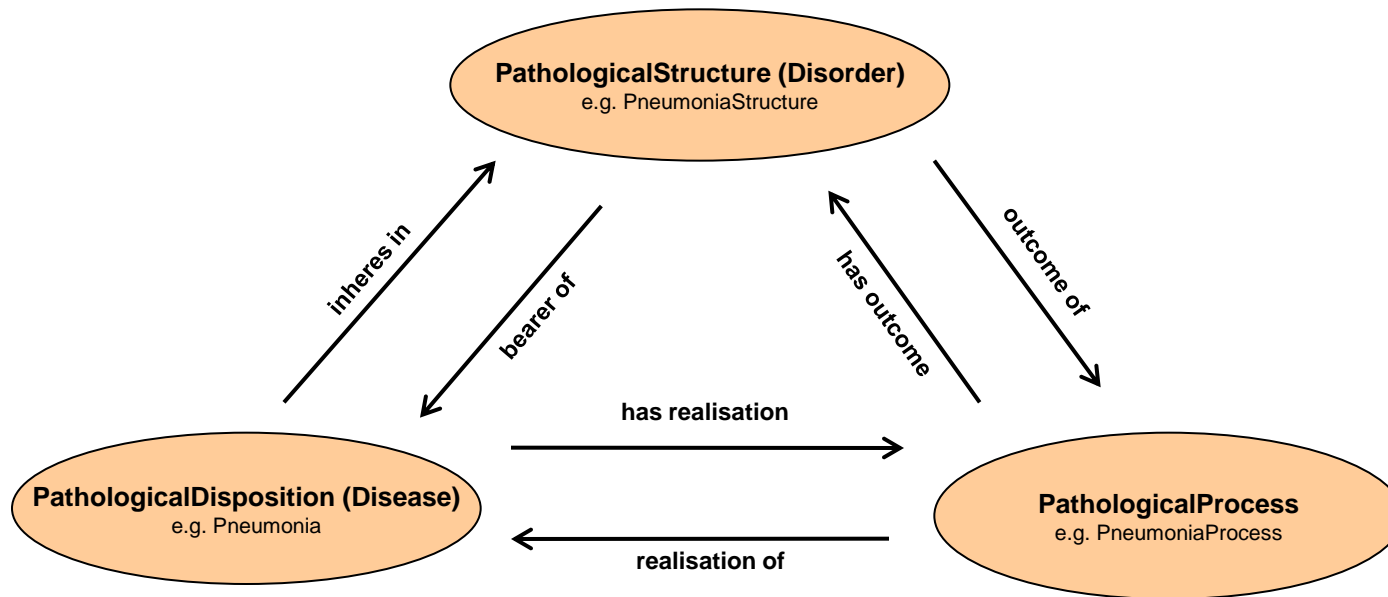 PathologicalStructure (Disorder)
e.g. PneumoniaStructure
inheres in
bearer of
has outcome
outcome of
has realisation
PathologicalDisposition (Disease)
e.g. Pneumonia
PathologicalProcess
e.g. PneumoniaProcess
realisation of